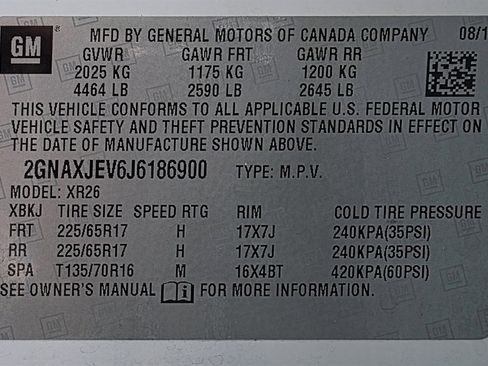 GM MFD BY GENERAL MOTORS OF CANADA COMPANY 08/1
GVWR GAWR FRT GAWR RR
2025 KG 1175 KG 1200 KG
4464 LB 2590 LB 2645 LB
THIS VEHICLE CONFORMS TO ALL APPLICABLE U.S. FEDERAL MOTOR
VEHICLE SAFETY AND THEFT PREVENTION STANDARDS IN EFFECT ON
THE DATE OF MANUFACTURE SHOWN ABOVE.
2GNAXJEV6J6186900 TYPE: M.P.V.
MODEL: XR26
XBKJ TIRE SIZE SPEED RTG RIM COLD TIRE PRESSURE
FRT 225/65R17 H 17X7J 240KPA(35PSI)
RR 225/65R17 H 17X7J 240KPA(35PSI)
SPA T135/70R16 M 16X4BT 420KPA(60PSI)
SEE OWNER'S MANUAL FOR MORE INFORMATION.